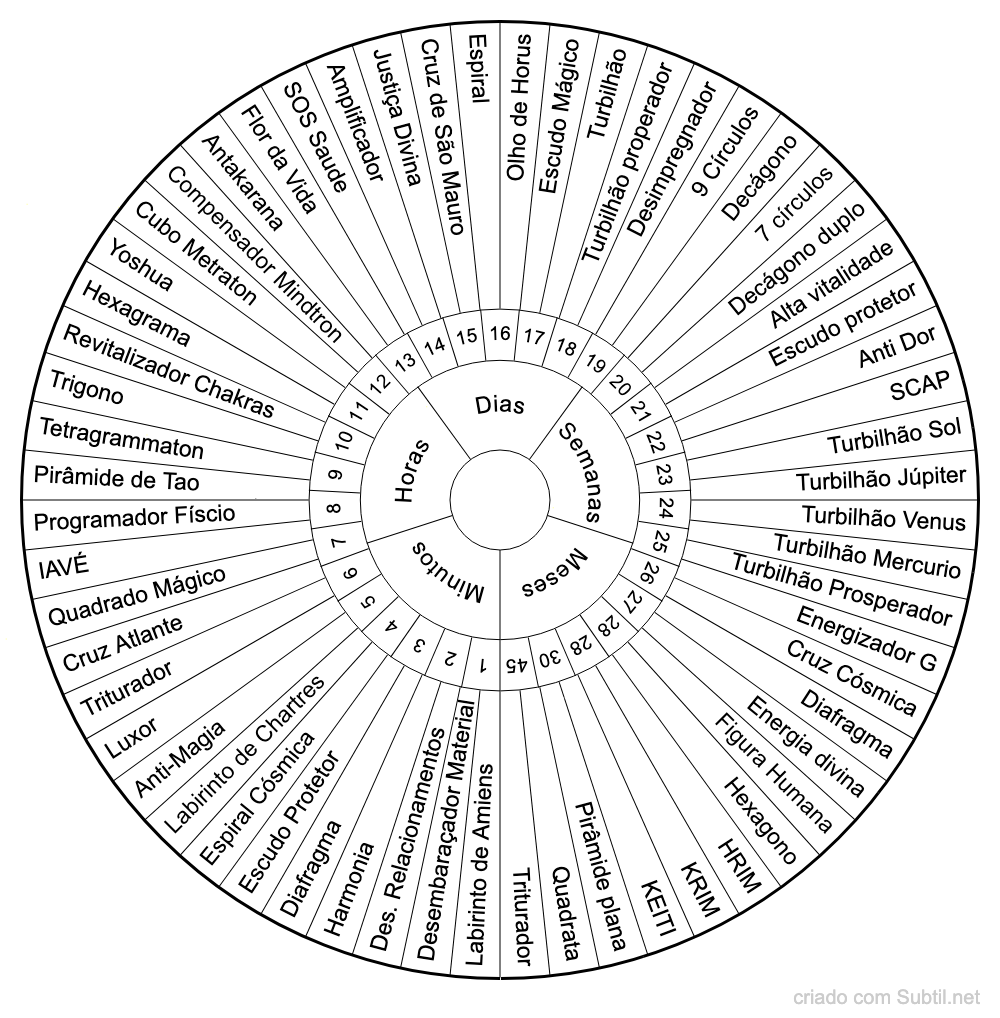 Labirinto de Amiens
Desembaraçador Material
Des. Relacionamentos
Harmonia
Diafragma
Escudo Protetor
Espiral Cósmica
Labirinto de Chartres
Anti-Magia
Luxor
Triturador
Cruz Atlante
Quadrado Mágico
IAVÉ
Programador Físcio
Pirâmide de Tao
Tetragrammaton
Trigono
Revitalizador Chakras
Hexagrama
Yoshua
Cubo Metraton
Compensador Mindtron
Antakarana
Flor da Vida
SOS Saude
Amplificador
Justiça Divina
Cruz de São Mauro
Espiral
Olho de Horus
Escudo Mágico
Turbilhão
Turbilhão properador
Desimpregnador
9 Círculos
Decágono
7 círculos
Decágono duplo
Alta vitalidade
Escudo protetor
Anti Dor
SCAP
Turbilhão Sol
Turbilhão Júpiter
Turbilhão Venus
Turbilhão Mercurio
Turbilhão Prosperador
Energizador G
Cruz Cósmica
Diafragma
Energia divina
Figura Humana
Hexagono
HRIM
KRIM
KEITI
Pirâmide plana
Quadrata
Triturador
1
2
3
4
5
6
7
8
9
10
11
12
13
14
15
16
17
18
19
20
21
22
23
24
25
26
27
28
28
30
45
Minutos
Horas
Dias
Semanas
Meses
criado com Subtil.net